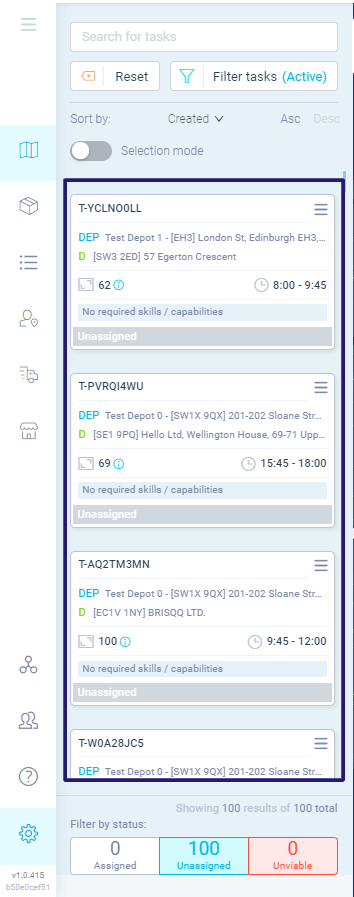 Search for tasks
Reset
Filter tasks (Active)
Sort by: Created Asc Desc
Selection mode
T-YCLNO0LL
DEP Test Depot 1 - [EH3] London St, Edinburgh EH3,...
D [SW3 2ED] 57 Egerton Crescent
62 8:00 - 9:45
No required skills / capabilities
Unassigned
T-PVRQI4WU
DEP Test Depot 0 - [SW1X 9QX] 201-202 Sloane Str...
D [SE1 9PQ] Hello Ltd, Wellington House, 69-71 Upp...
69 15:45 - 18:00
No required skills / capabilities
Unassigned
T-AQ2TM3MN
DEP Test Depot 0 - [SW1X 9QX] 201-202 Sloane Str...
D [EC1V 1NY] BRISQQ LTD.
100 9:45 - 12:00
No required skills / capabilities
Unassigned
T-W0A28JC5
DEP Test Depot 0 - [SW1X 9QX] 201-202 Sloane Str...
Showing 100 results of 100 total
Filter by status:
0 100 0
Assigned Unassigned Unviable
v1.0.415
b50e0cef51